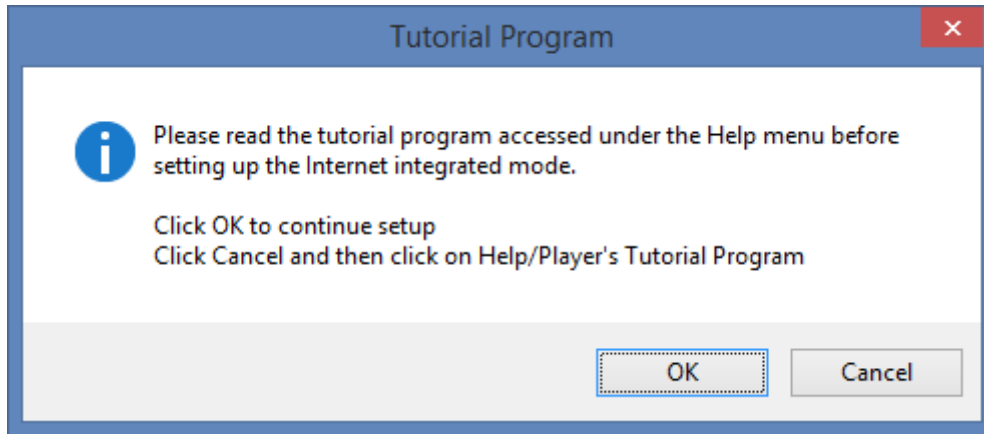 Tutorial Program
Please read the tutorial program accessed under the Help menu before
setting up the Internet integrated mode.
Click OK to continue setup
Click Cancel and then click on Help/Player's Tutorial Program
OK
Cancel